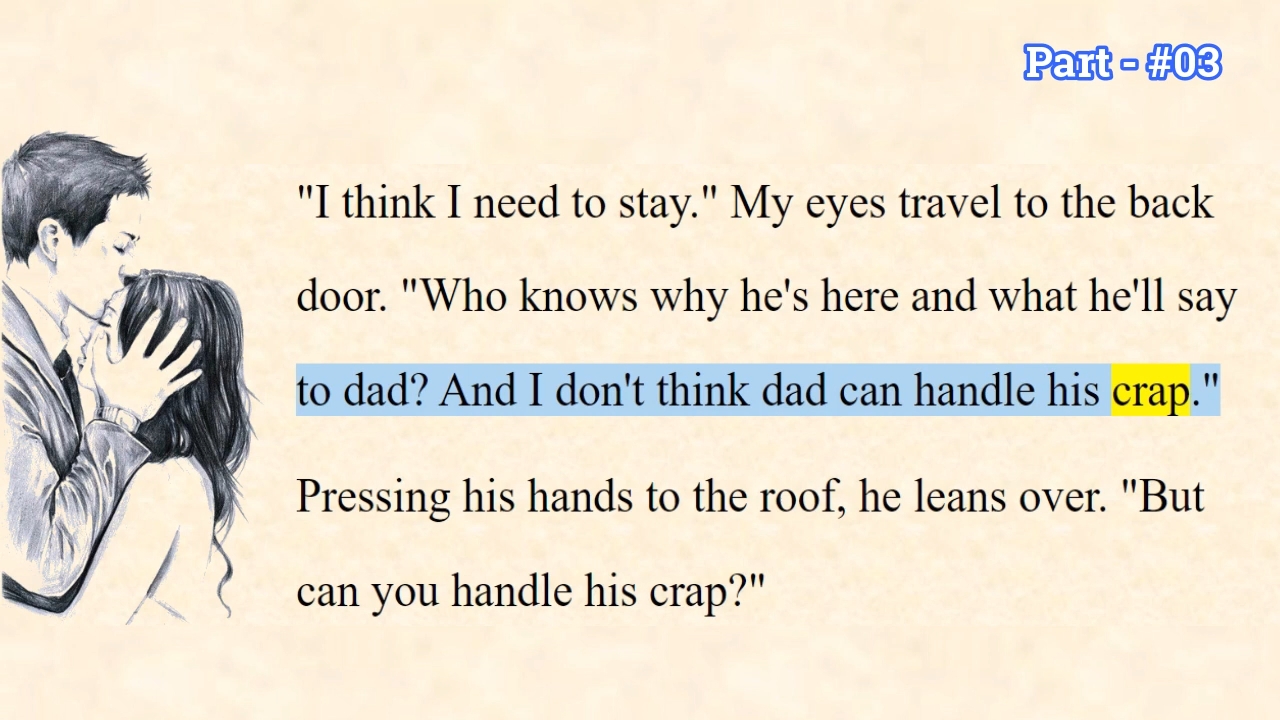 Part - #03
"I think I need to stay." My eyes travel to the back
door. "Who knows why he's here and what he'll say
to dad? And I don't think dad can handle his crap."
Pressing his hands to the roof, he leans over. "But
can you handle his crap?"